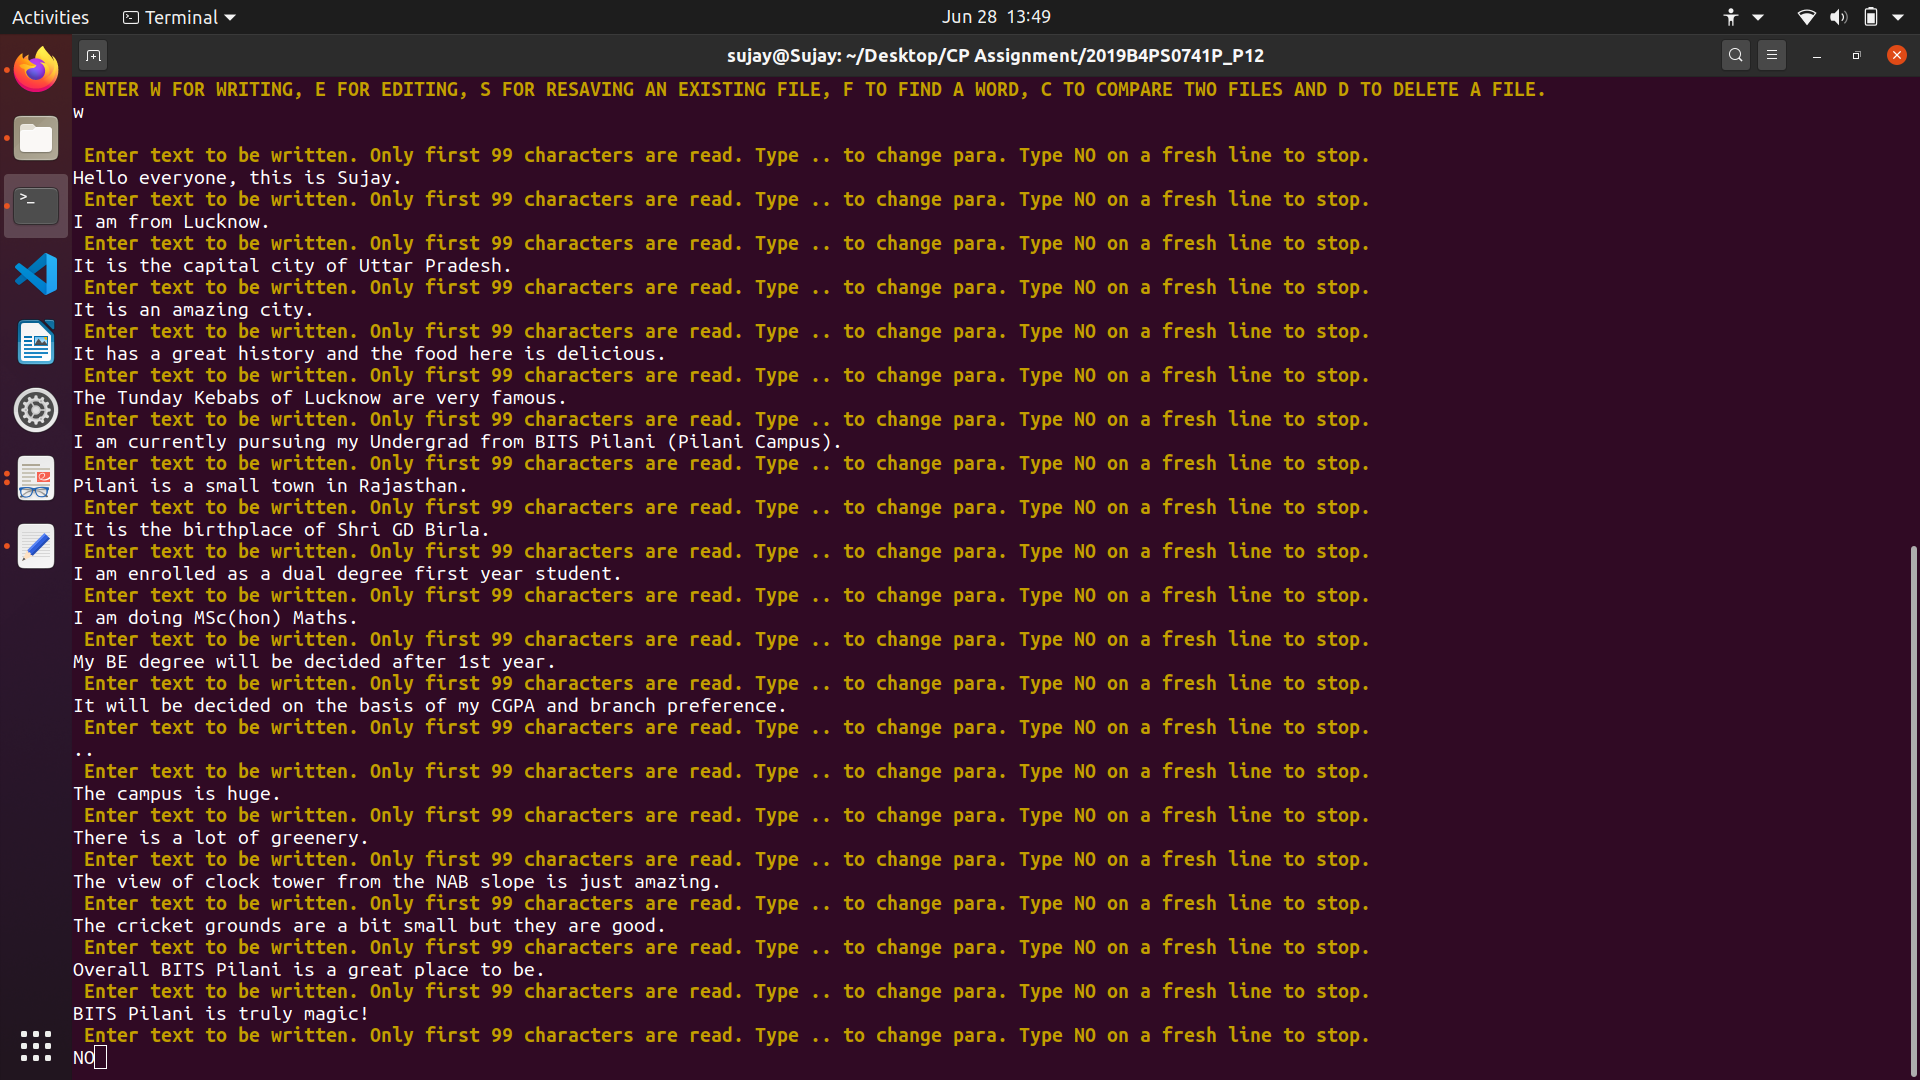 Activities Terminal Jun 28 13:49
sujay@Sujay: ~/Desktop/CP Assignment/2019B4PS0741P_P12
ENTER W FOR WRITING, E FOR EDITING, S FOR RESAVING AN EXISTING FILE, F TO FIND A WORD, C TO COMPARE TWO FILES AND D TO DELETE A FILE.
w
Enter text to be written. Only first 99 characters are read. Type .. to change para. Type NO on a fresh line to stop.
Hello everyone, this is Sujay.
Enter text to be written. Only first 99 characters are read. Type .. to change para. Type NO on a fresh line to stop.
I am from Lucknow.
Enter text to be written. Only first 99 characters are read. Type .. to change para. Type NO on a fresh line to stop.
It is the capital city of Uttar Pradesh.
Enter text to be written. Only first 99 characters are read. Type .. to change para. Type NO on a fresh line to stop.
It is an amazing city.
Enter text to be written. Only first 99 characters are read. Type .. to change para. Type NO on a fresh line to stop.
It has a great history and the food here is delicious.
Enter text to be written. Only first 99 characters are read. Type .. to change para. Type NO on a fresh line to stop.
The Tunday Kebabs of Lucknow are very famous.
Enter text to be written. Only first 99 characters are read. Type .. to change para. Type NO on a fresh line to stop.
I am currently pursuing my Undergrad from BITS Pilani (Pilani Campus).
Enter text to be written. Only first 99 characters are read. Type .. to change para. Type NO on a fresh line to stop.
Pilani is a small town in Rajasthan.
Enter text to be written. Only first 99 characters are read. Type .. to change para. Type NO on a fresh line to stop.
It is the birthplace of Shri GD Birla.
Enter text to be written. Only first 99 characters are read. Type .. to change para. Type NO on a fresh line to stop.
I am enrolled as a dual degree first year student.
Enter text to be written. Only first 99 characters are read. Type .. to change para. Type NO on a fresh line to stop.
I am doing MSc(hon) Maths.
Enter text to be written. Only first 99 characters are read. Type .. to change para. Type NO on a fresh line to stop.
My BE degree will be decided after 1st year.
Enter text to be written. Only first 99 characters are read. Type .. to change para. Type NO on a fresh line to stop.
It will be decided on the basis of my CGPA and branch preference.
Enter text to be written. Only first 99 characters are read. Type .. to change para. Type NO on a fresh line to stop.
..
Enter text to be written. Only first 99 characters are read. Type .. to change para. Type NO on a fresh line to stop.
The campus is huge.
Enter text to be written. Only first 99 characters are read. Type .. to change para. Type NO on a fresh line to stop.
There is a lot of greenery.
Enter text to be written. Only first 99 characters are read. Type .. to change para. Type NO on a fresh line to stop.
The view of clock tower from the NAB slope is just amazing.
Enter text to be written. Only first 99 characters are read. Type .. to change para. Type NO on a fresh line to stop.
The cricket grounds are a bit small but they are good.
Enter text to be written. Only first 99 characters are read. Type .. to change para. Type NO on a fresh line to stop.
Overall BITS Pilani is a great place to be.
Enter text to be written. Only first 99 characters are read. Type .. to change para. Type NO on a fresh line to stop.
BITS Pilani is truly magic!
Enter text to be written. Only first 99 characters are read. Type .. to change para. Type NO on a fresh line to stop.
NO